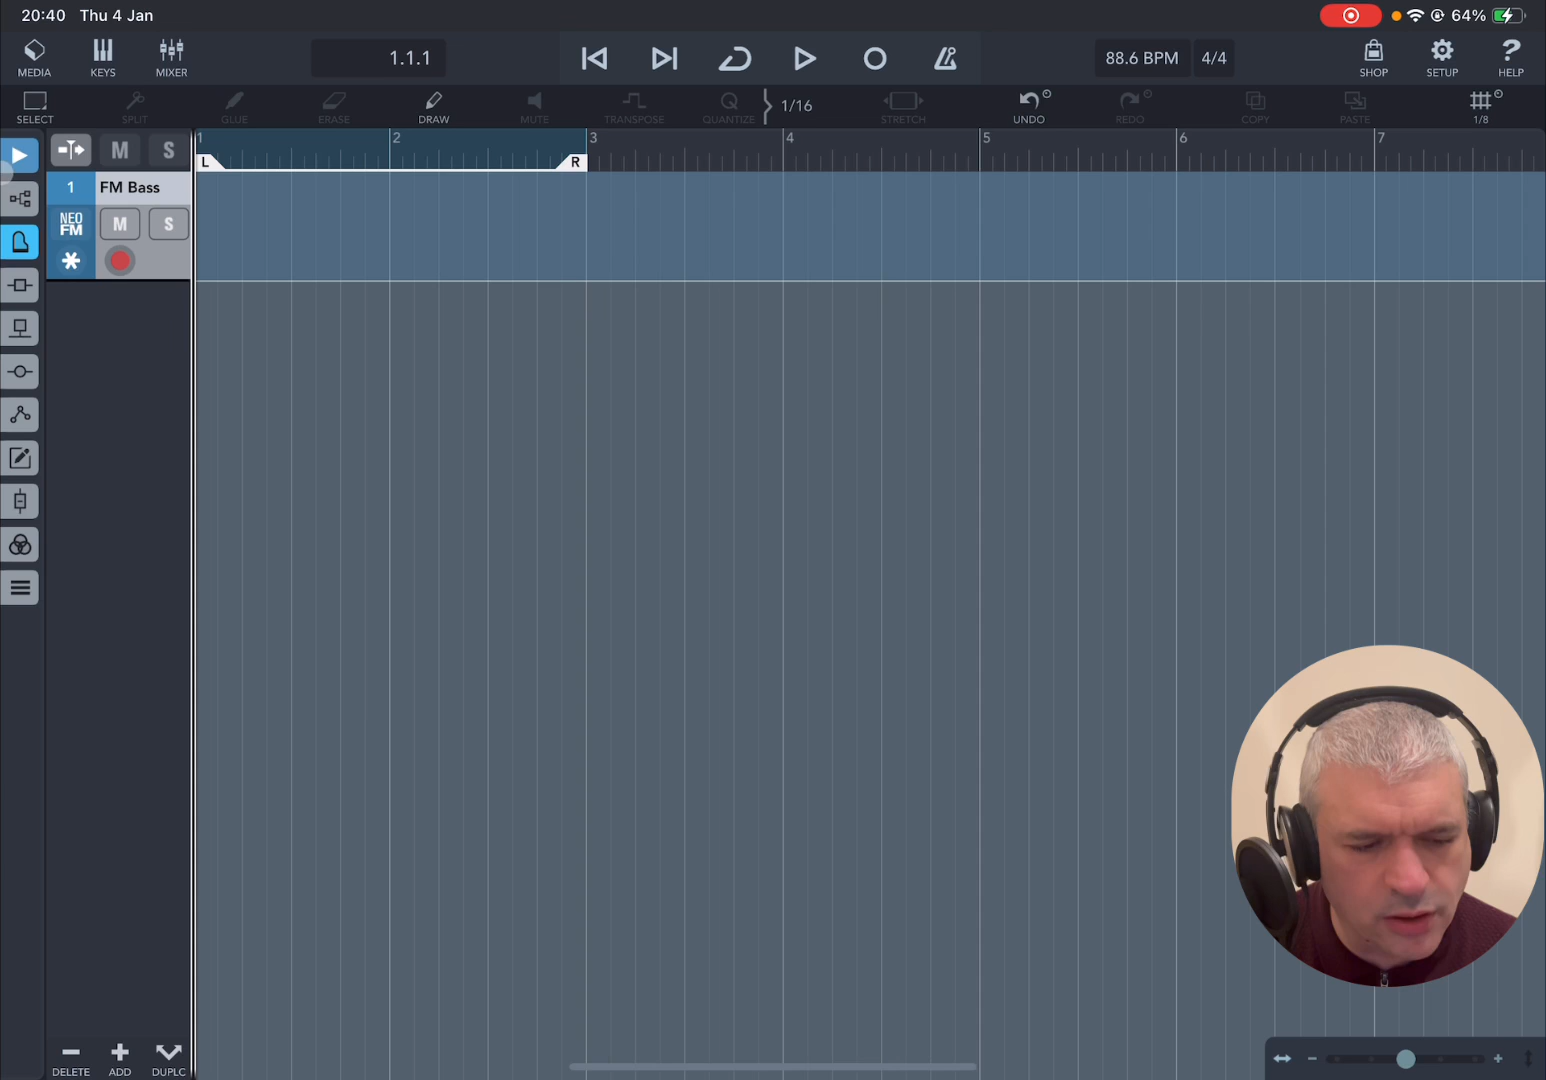 20:40 Thu 4 Jan
64%
MEDIA KEYS MIXER
1.1.1
88.6 BPM 4/4
SHOP SETUP HELP
SELECT SPLIT GLUE ERASE DRAW MUTE TRANSPOSE QUANTIZE 1/16 STRETCH UNDO REDO COPY PASTE 1/8
M S
1 2 3 4 5 6 7
L R
1 FM Bass
NEO FM M S
DELETE ADD DUPLC